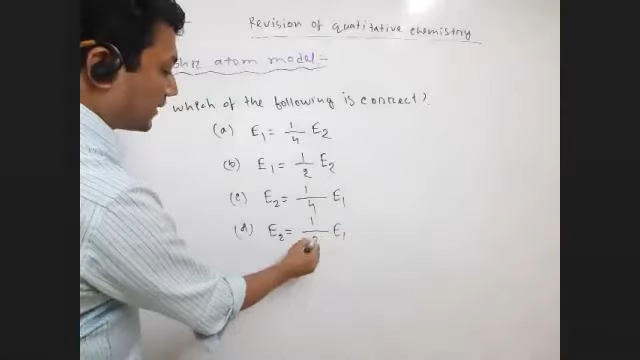 Revision of quatitative chemistry
atom model:-
which of the following is correct?
(a) E₁ = 1/4 E₂
(b) E₁ = 1/2 E₂
(c) E₂ = 1/4 E₁
(d) E₂ = 1/2 E₁